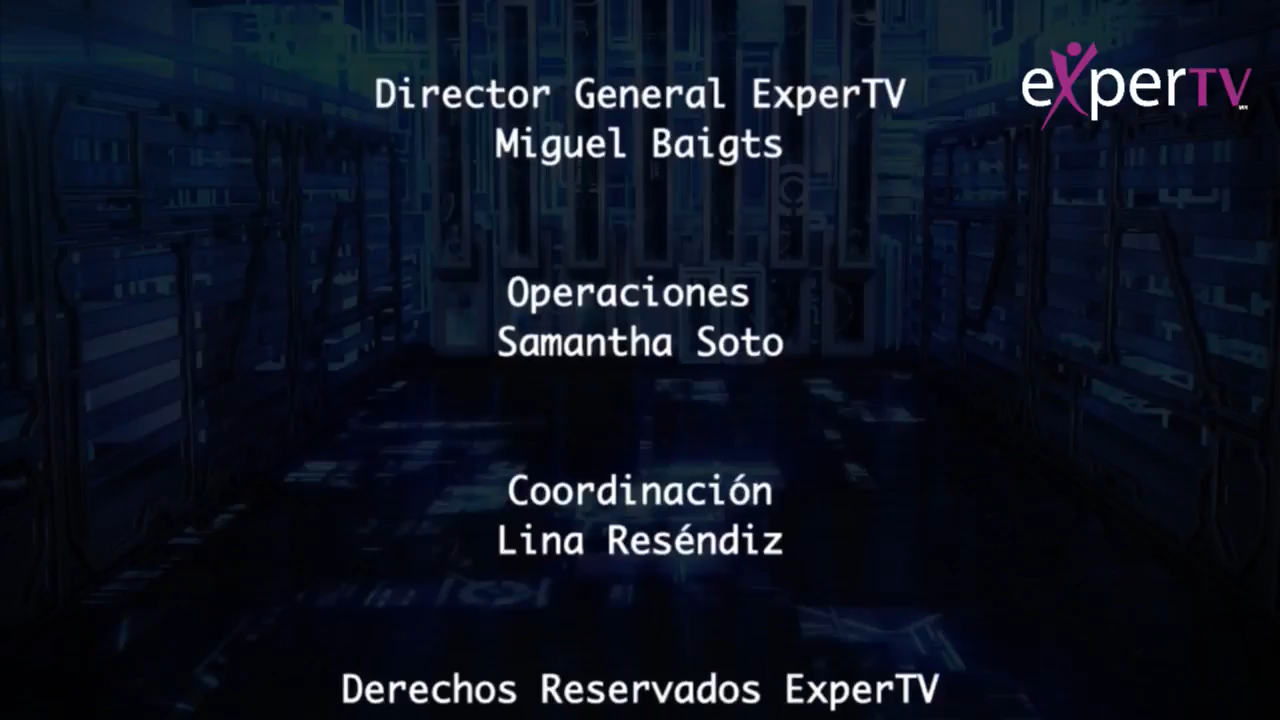 Director General ExperTV
Miguel Baigts
eXperTV
Operaciones
Samantha Soto
Coordinación
Lina Reséndiz
Derechos Reservados ExperTV